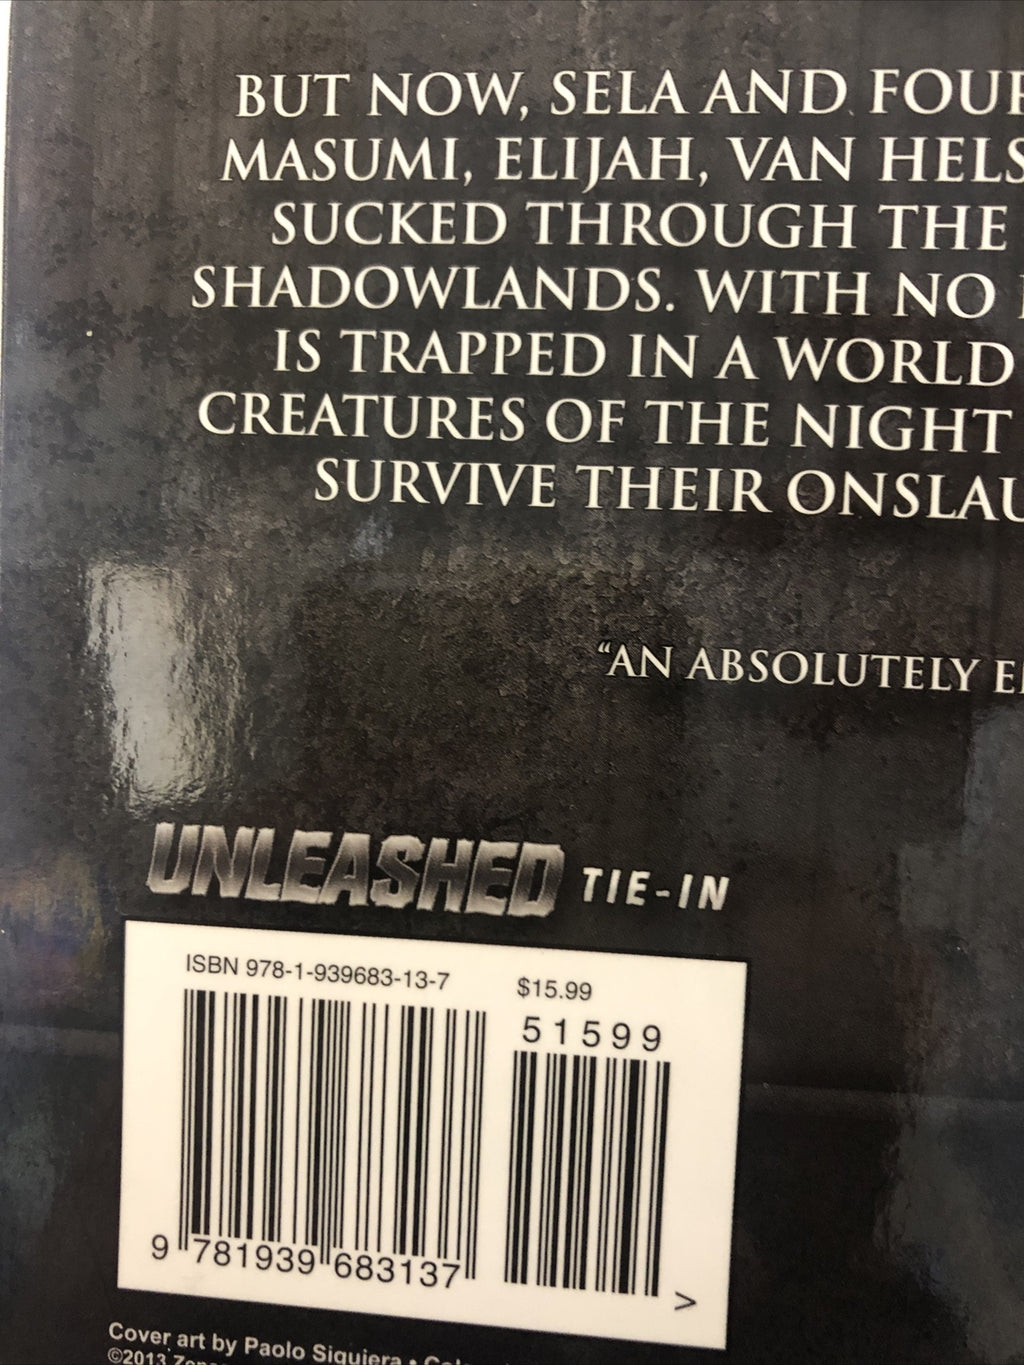 BUT NOW, SELA AND FOUR
MASUMI, ELIJAH, VAN HELS
SUCKED THROUGH THE
SHADOWLANDS. WITH NO
IS TRAPPED IN A WORLD
CREATURES OF THE NIGHT
SURVIVE THEIR ONSLAU
“AN ABSOLUTELY
UNLEASHED TIE-IN
ISBN 978-1-939683-13-7
$15.99
51599
9 781939 683137 >
Cover art by Paolo Siquiera •
©2013